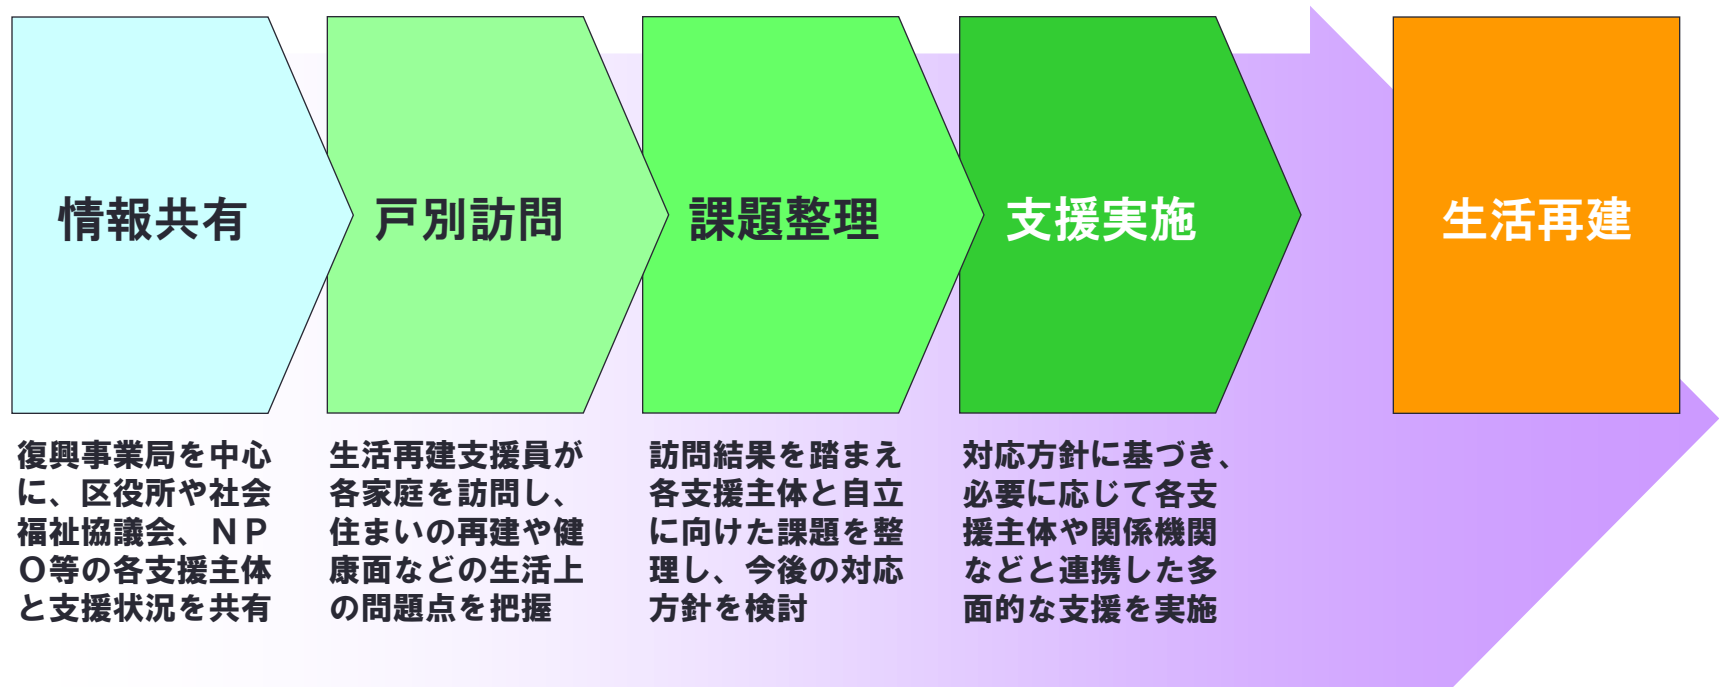 情報共有
戸別訪問
課題整理
支援実施
生活再建
復興事業局を中心
に、区役所や社会
福祉協議会、ＮＰ
Ｏ等の各支援主体
と支援状況を共有
生活再建支援員が
各家庭を訪問し、
住まいの再建や健
康面などの生活上
の問題点を把握
訪問結果を踏まえ
各支援主体と自立
に向けた課題を整
理し、今後の対応
方針を検討
対応方針に基づき、
必要に応じて各支
援主体や関係機関
などと連携した多
面的な支援を実施